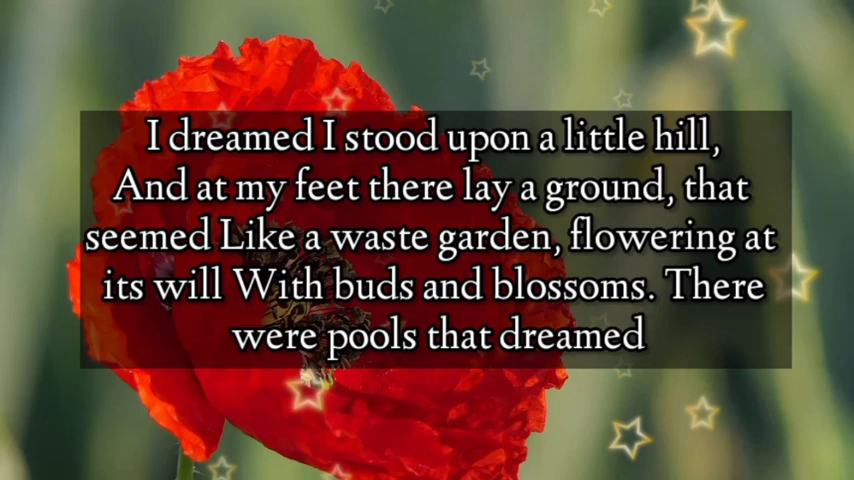 I dreamed I stood upon a little hill,
And at my feet there lay a ground, that
seemed Like a waste garden, flowering at
its will With buds and blossoms. There
were pools that dreamed